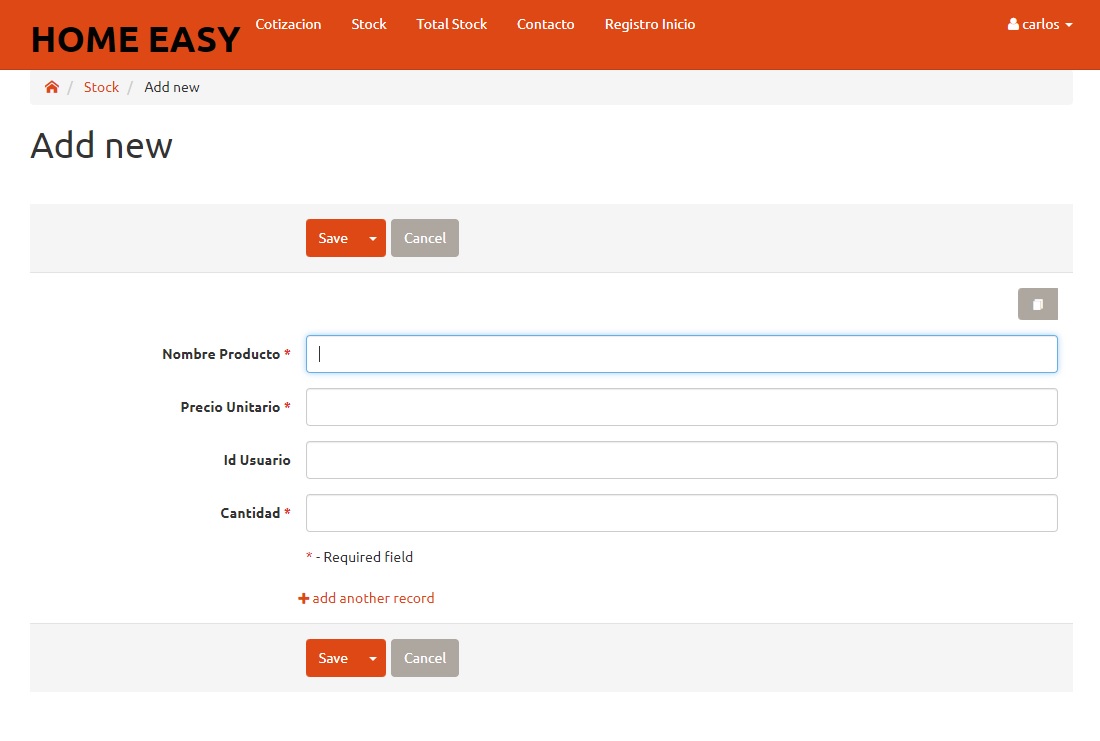 HOME EASY Cotizacion Stock Total Stock Contacto Registro Inicio carlos
/ Stock / Add new
Add new
Save Cancel
Nombre Producto *
Precio Unitario *
Id Usuario
Cantidad *
* - Required field
add another record
Save Cancel